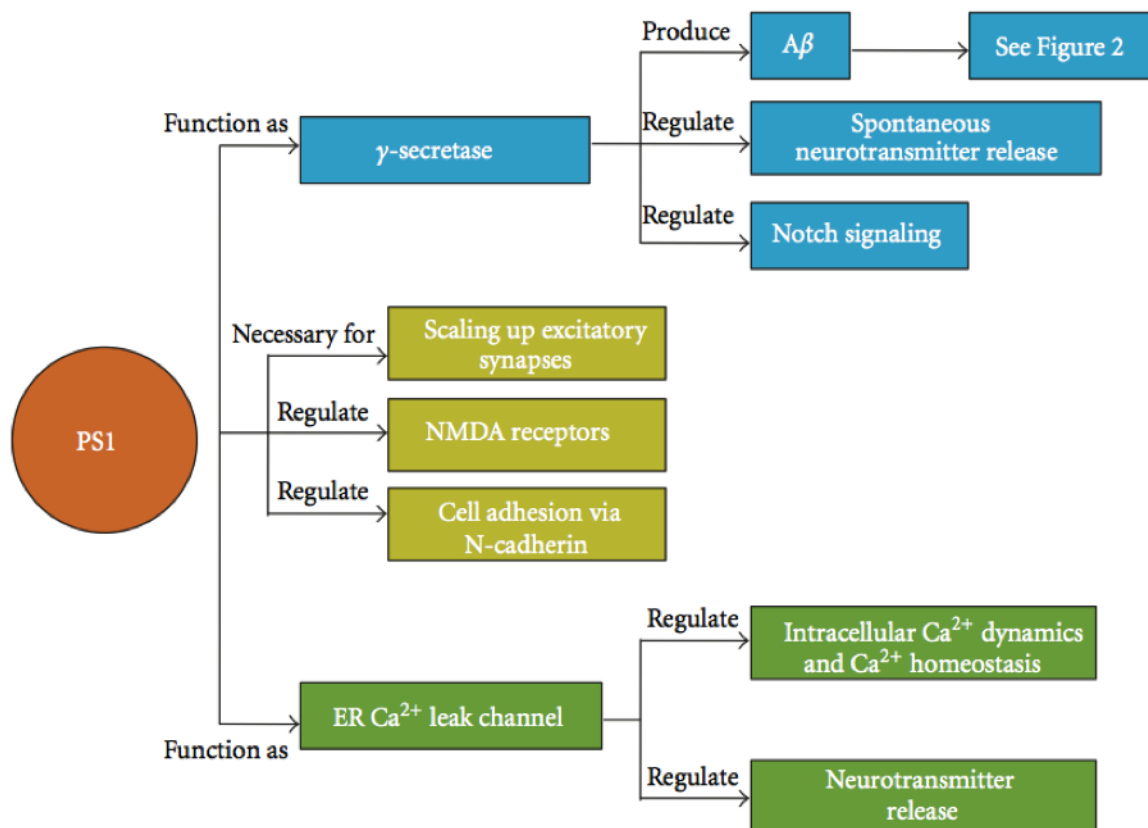 Produce
Aβ
See Figure 2
Function as
γ-secretase
Regulate
Spontaneous
neurotransmitter release
Regulate
Notch signaling
PS1
Necessary for
Scaling up excitatory
synapses
Regulate
NMDA receptors
Regulate
Cell adhesion via
N-cadherin
Function as
ER Ca²⁺ leak channel
Regulate
Intracellular Ca²⁺ dynamics
and Ca²⁺ homeostasis
Regulate
Neurotransmitter
release